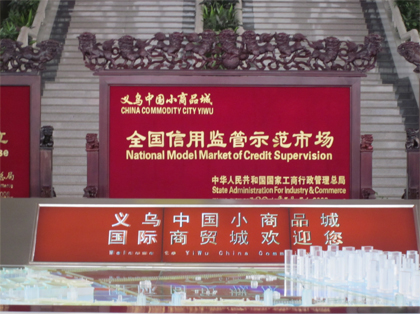 义乌中国小商品城
CHINA COMMODITY CITY YIWU
全国信用监管示范市场
National Model Market of Credit Supervision
中华人民共和国国家工商行政管理总局
State Administration For Industry & Commerce
义乌中国小商品城
国际商贸城欢迎您